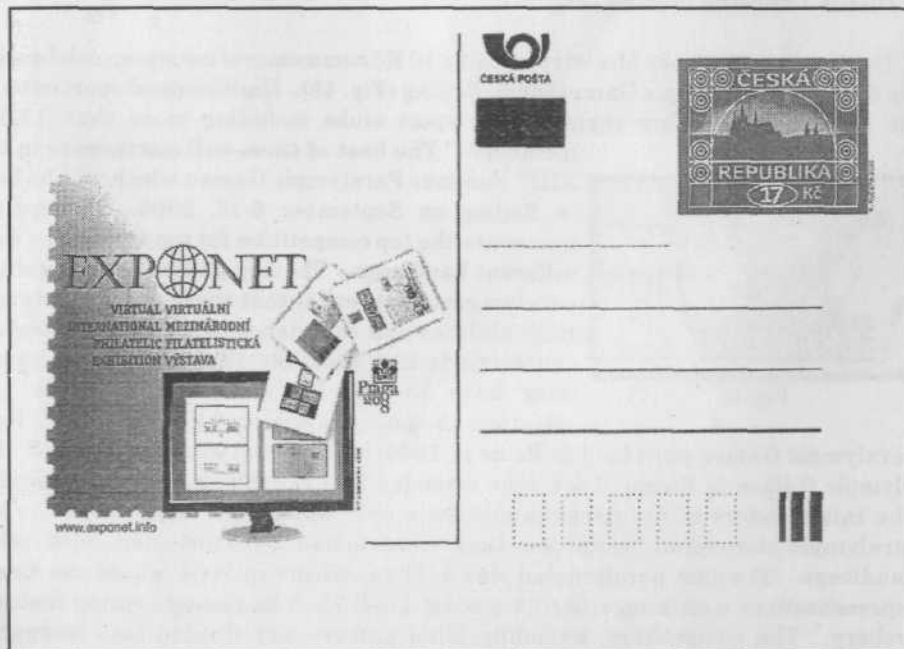 EXPONET
VIRTUAL VIRTUÁLNÍ
INTERNATIONAL MEZINÁRODNÍ
PHILATELIC FILATELISTICKÁ
EXHIBITION VÝSTAVA
Praga
2008
www.exponet.info
ČESKÁ POŠTA
ČESKÁ
REPUBLIKA
17 Kč